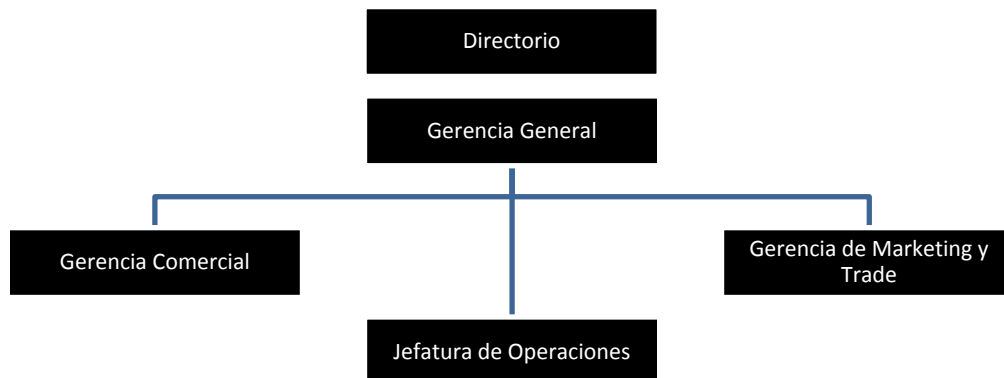 Directorio
Gerencia General
Gerencia Comercial
Gerencia de Marketing y
Trade
Jefatura de Operaciones